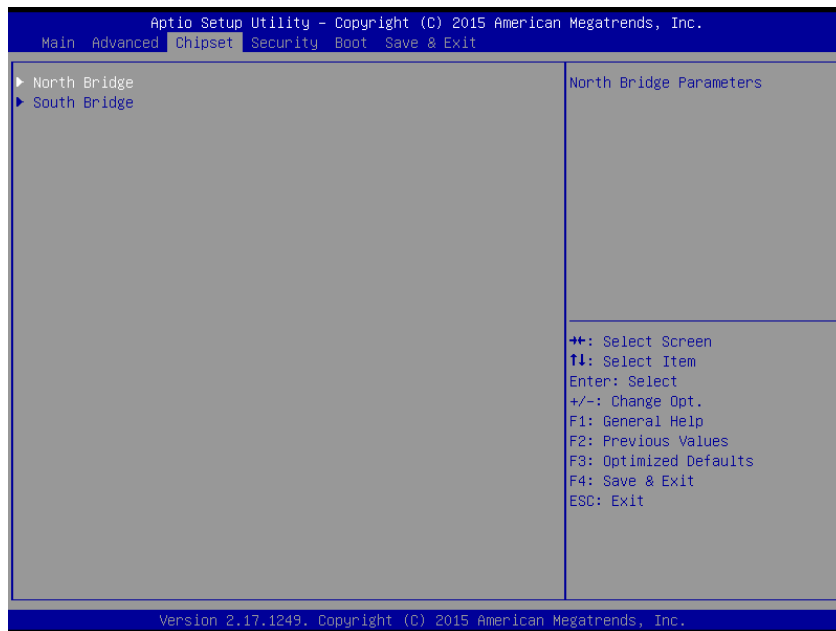 Aptio Setup Utility – Copyright (C) 2015 American Megatrends, Inc.
Main Advanced Chipset Security Boot Save & Exit
▶ North Bridge
▶ South Bridge
North Bridge Parameters
→←: Select Screen
↑↓: Select Item
Enter: Select
+/-: Change Opt.
F1: General Help
F2: Previous Values
F3: Optimized Defaults
F4: Save & Exit
ESC: Exit
Version 2.17.1249. Copyright (C) 2015 American Megatrends, Inc.